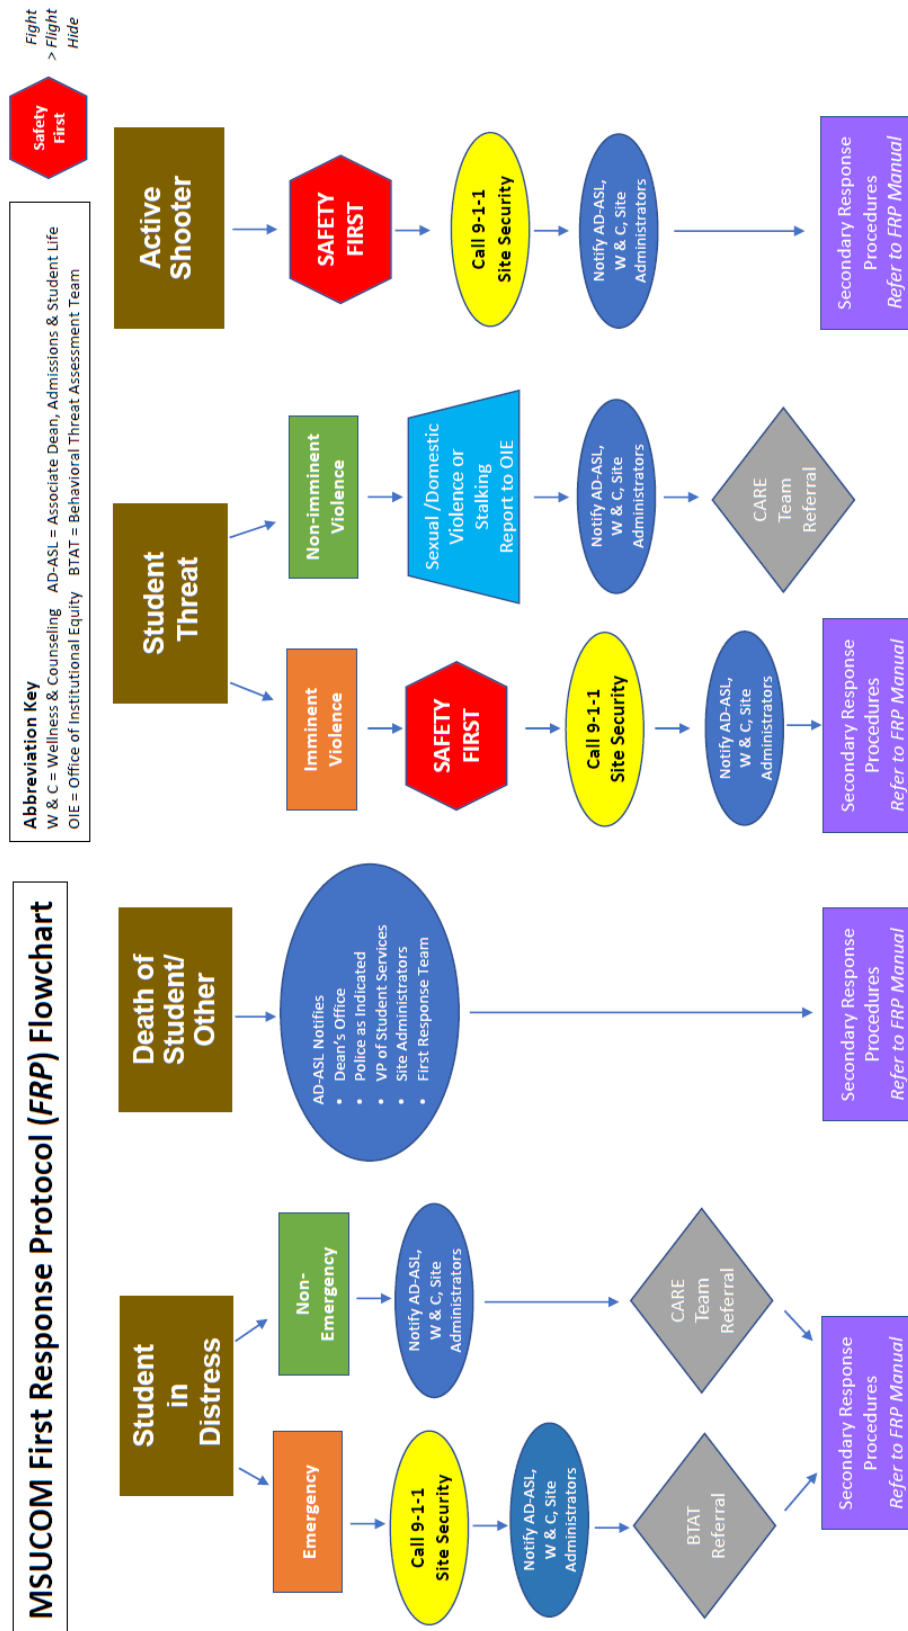 MSUCOM First Response Protocol (FRP) Flowchart
Abbreviation Key
W & C = Wellness & Counseling   AD-ASL = Associate Dean, Admissions & Student Life
OIE = Office of Institutional Equity   BTAT = Behavioral Threat Assessment Team
Safety
First
Fight
> Flight
Hide
Student
in
Distress
Emergency
Call 9-1-1
Site Security
Notify AD-ASL,
W & C, Site
Administrators
BTAT
Referral
Non-
Emergency
Notify AD-ASL,
W & C, Site
Administrators
CARE
Team
Referral
Secondary Response
Procedures
Refer to FRP Manual
Death of
Student/
Other
AD-ASL Notifies
• Dean's Office
• Police as Indicated
• VP of Student Services
• Site Administrators
• First Response Team
Secondary Response
Procedures
Refer to FRP Manual
Student
Threat
Imminent
Violence
SAFETY
FIRST
Call 9-1-1
Site Security
Notify AD-ASL,
W & C, Site
Administrators
Secondary Response
Procedures
Refer to FRP Manual
Non-imminent
Violence
Sexual /Domestic
Violence or
Stalking
Report to OIE
Notify AD-ASL,
W & C, Site
Administrators
CARE
Team
Referral
Active
Shooter
SAFETY
FIRST
Call 9-1-1
Site Security
Notify AD-ASL,
W & C, Site
Administrators
Secondary Response
Procedures
Refer to FRP Manual